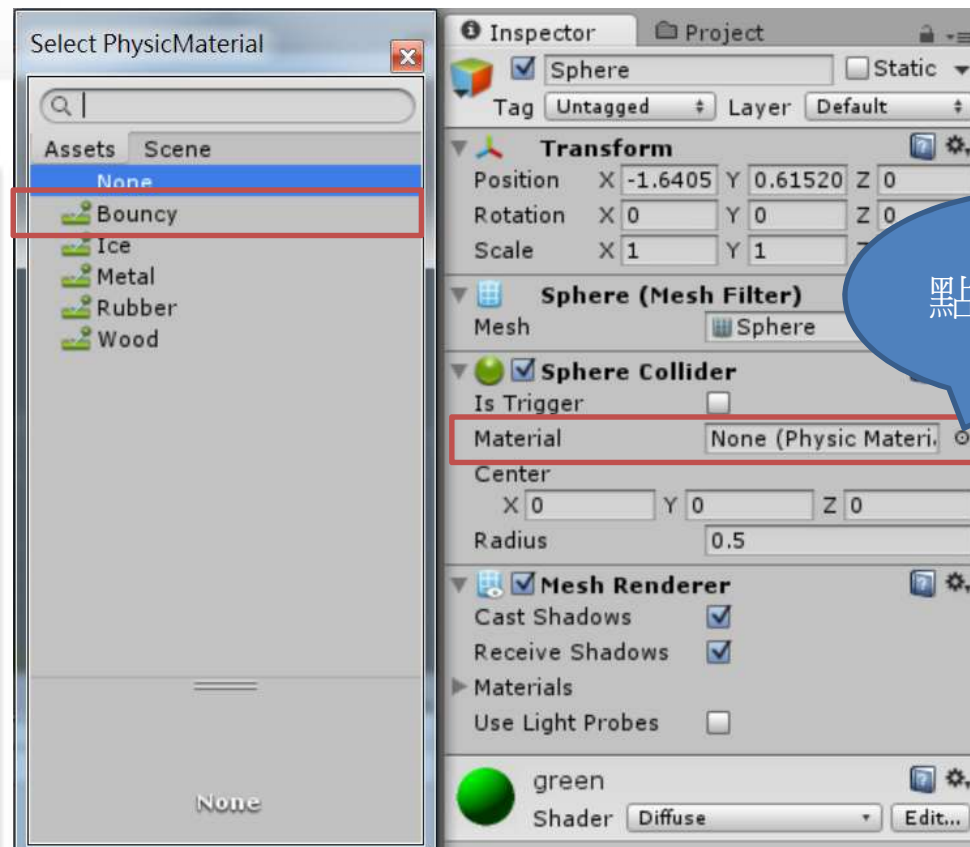 Select PhysicMaterial
Assets Scene
None
Bouncy
Ice
Metal
Rubber
Wood
None
Inspector Project
Sphere Static
Tag Untagged Layer Default
Transform
Position X -1.6405 Y 0.61520 Z 0
Rotation X 0 Y 0 Z 0
Scale X 1 Y 1
Sphere (Mesh Filter)
Mesh Sphere
點
Sphere Collider
Is Trigger
Material None (Physic Materi
Center
X 0 Y 0 Z 0
Radius 0.5
Mesh Renderer
Cast Shadows
Receive Shadows
Materials
Use Light Probes
green
Shader Diffuse Edit...